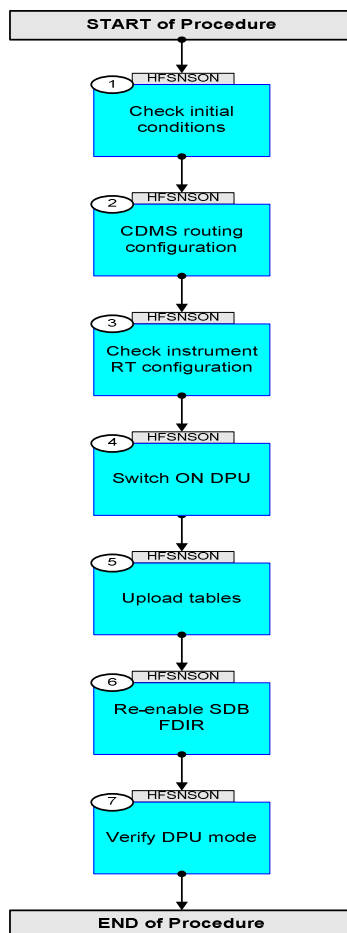 START of Procedure
HFSNSON
1
Check initial
conditions
HFSNSON
2
CDMS routing
configuration
HFSNSON
3
Check instrument
RT configuration
HFSNSON
4
Switch ON DPU
HFSNSON
5
Upload tables
HFSNSON
6
Re-enable SDB
FDIR
HFSNSON
7
Verify DPU mode
END of Procedure